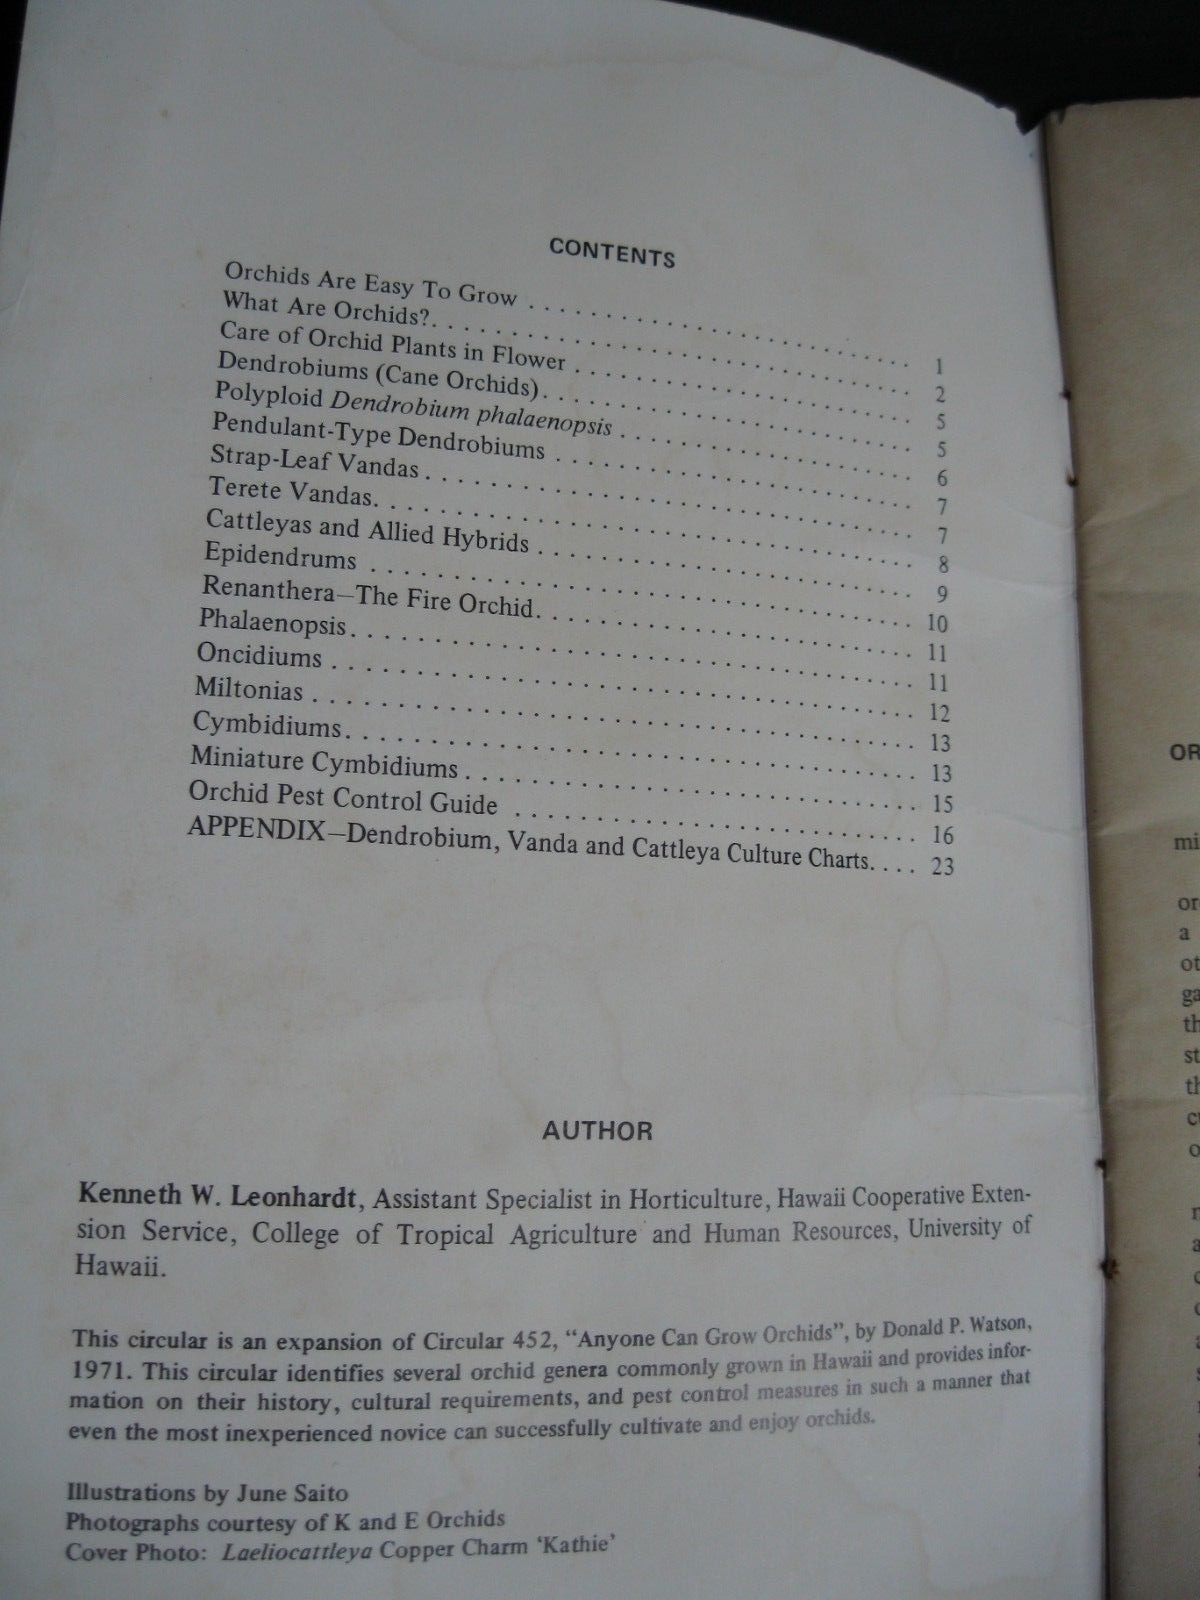 CONTENTS
Orchids Are Easy To Grow . . . . . . . . . . . . . . . . . . . . . . . . . . . . 1
What Are Orchids?. . . . . . . . . . . . . . . . . . . . . . . . . . . . . . . . . . 2
Care of Orchid Plants in Flower . . . . . . . . . . . . . . . . . . . . . . . . . 5
Dendrobiums (Cane Orchids). . . . . . . . . . . . . . . . . . . . . . . . . . . 5
Polyploid Dendrobium phalaenopsis . . . . . . . . . . . . . . . . . . . . . . 6
Pendulant-Type Dendrobiums . . . . . . . . . . . . . . . . . . . . . . . . . . 7
Strap-Leaf Vandas . . . . . . . . . . . . . . . . . . . . . . . . . . . . . . . . . . 7
Terete Vandas. . . . . . . . . . . . . . . . . . . . . . . . . . . . . . . . . . . . . 8
Cattleyas and Allied Hybrids . . . . . . . . . . . . . . . . . . . . . . . . . . . 9
Epidendrums . . . . . . . . . . . . . . . . . . . . . . . . . . . . . . . . . . . . . 10
Renanthera—The Fire Orchid. . . . . . . . . . . . . . . . . . . . . . . . . . . 11
Phalaenopsis. . . . . . . . . . . . . . . . . . . . . . . . . . . . . . . . . . . . . . 11
Oncidiums . . . . . . . . . . . . . . . . . . . . . . . . . . . . . . . . . . . . . . . 12
Miltonias . . . . . . . . . . . . . . . . . . . . . . . . . . . . . . . . . . . . . . . . 13
Cymbidiums. . . . . . . . . . . . . . . . . . . . . . . . . . . . . . . . . . . . . . 13
Miniature Cymbidiums . . . . . . . . . . . . . . . . . . . . . . . . . . . . . . . 15
Orchid Pest Control Guide . . . . . . . . . . . . . . . . . . . . . . . . . . . . 16
APPENDIX—Dendrobium, Vanda and Cattleya Culture Charts. . . . 23
AUTHOR
Kenneth W. Leonhardt, Assistant Specialist in Horticulture, Hawaii Cooperative Exten-
sion Service, College of Tropical Agriculture and Human Resources, University of
Hawaii.
This circular is an expansion of Circular 452, “Anyone Can Grow Orchids”, by Donald P. Watson,
1971. This circular identifies several orchid genera commonly grown in Hawaii and provides infor-
mation on their history, cultural requirements, and pest control measures in such a manner that
even the most inexperienced novice can successfully cultivate and enjoy orchids.
Illustrations by June Saito
Photographs courtesy of K and E Orchids
Cover Photo: Laeliocattleya Copper Charm ‘Kathie’